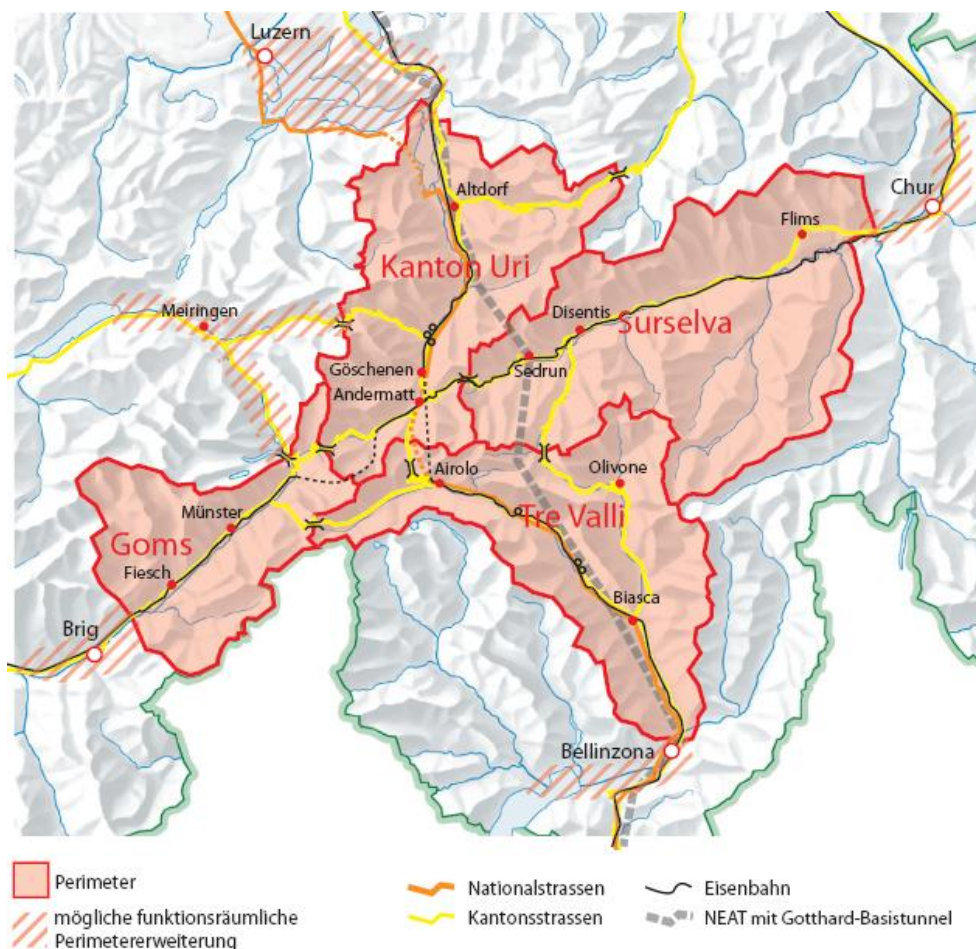 Luzern
Chur
Altdorf
Flims
Kanton Uri
Meiringen
Disentis
Surselva
Göschenen
Sedrun
Andermatt
Airolo
Olivone
Münster
Tre Valli
Goms
Fiesch
Biasca
Brig
Bellinzona
Perimeter
mögliche funktionsräumliche
Perimetererweiterung
Nationalstrassen
Kantonsstrassen
Eisenbahn
NEAT mit Gotthard-Basistunnel